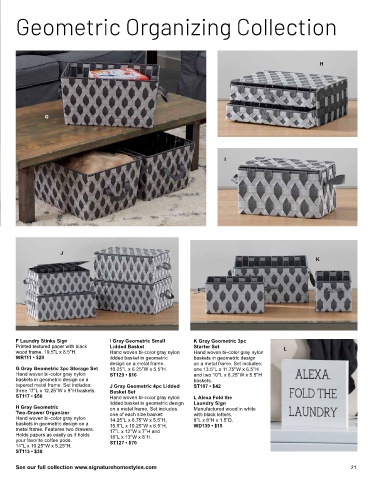 Geometric Organizing Collection
H
G
I
J
K
L
ALEXA,
FOLD THE
LAUNDRY
F Laundry Stinks Sign
Printed textured paper with black
wood frame. 19.5"L x 6.5"H.
WR111 • $29
G Gray Geometric 3pc Storage Set
Hand woven bi-color gray nylon
baskets in geometric design on a
tapered metal frame. Set includes:
three 17"L x 12.25"W x 9"H baskets.
ST117 • $56
H Gray Geometric
Two-Drawer Organizer
Hand woven bi-color gray nylon
baskets in geometric design on a
metal frame. Features two drawers.
Holds papers as easily as it holds
your favorite coffee pods.
14"L x 10.25"W x 5.25"H.
ST113 • $38
I Gray Geometric Small
Lidded Basket
Hand woven bi-color gray nylon
lidded basket in geometric
design on a metal frame.
10.25"L x 6.25"W x 5.5"H.
ST129 • $16
J Gray Geometric 6pc Lidded
Basket Set
Hand woven bi-color gray nylon
lidded basket in geometric design
on a metal frame. Set includes
one of each size basket:
14.25"L x 8.75"W x 5.5"H,
15.5"L x 10.25"W x 6.5"H,
17"L x 12"W x 7"H and
18"L x 13"W x 8"H.
ST127 • $70
K Gray Geometric 3pc
Starter Set
Hand woven bi-color gray nylon
baskets in geometric design
on a metal frame. Set includes:
one 13.5"L x 11.75"W x 6.5"H
and two 10"L x 6.25"W x 5.5"H
baskets.
ST107 • $42
L Alexa Fold the
Laundry Sign
Manufactured wood in white
with black letters.
8"L x 8"H x 1.5"D.
WD139 • $15
See our full collection www.signaturehomestyles.com
21